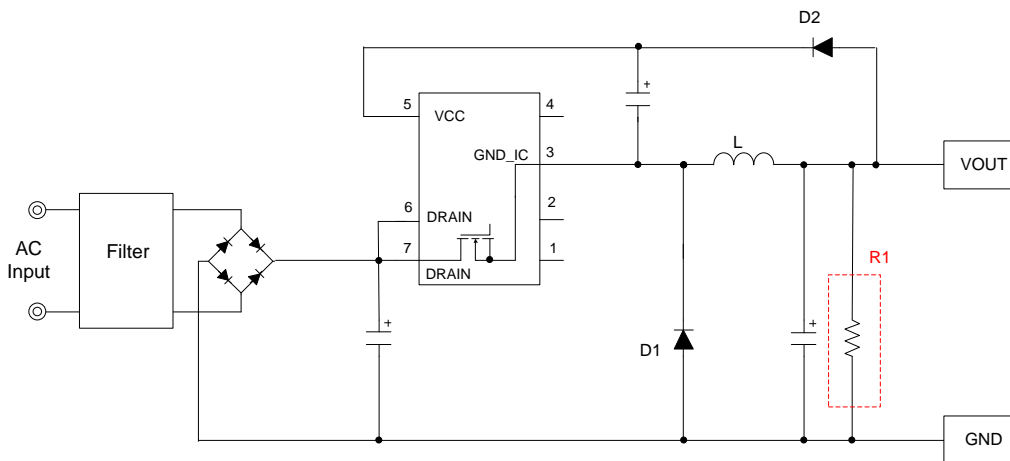 D2
5
VCC
4
+
GND_IC
3
L
VOUT
6
DRAIN
2
7
DRAIN
1
AC
Input
Filter
R1
+
D1
+
GND